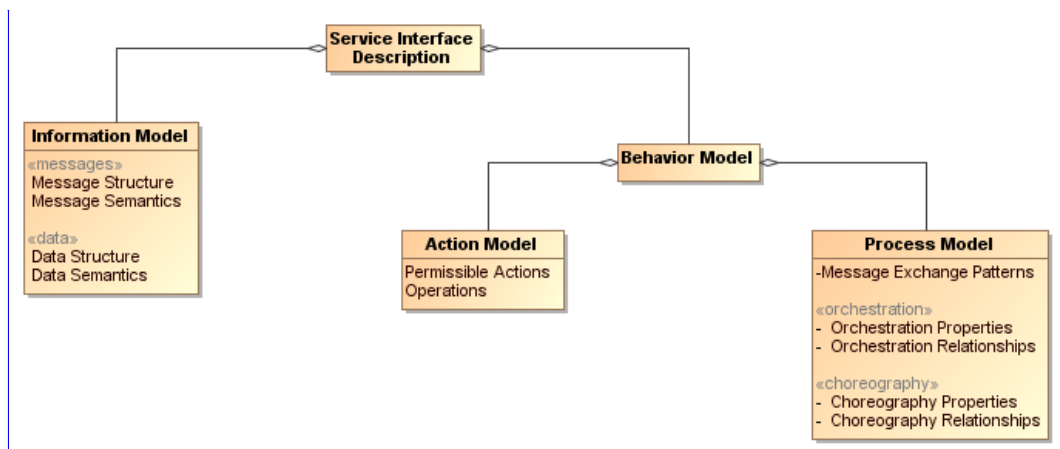 Service Interface
Description
Information Model
«messages»
Message Structure
Message Semantics
«data»
Data Structure
Data Semantics
Behavior Model
Action Model
Permissible Actions
Operations
Process Model
-Message Exchange Patterns
«orchestration»
- Orchestration Properties
- Orchestration Relationships
«choreography»
- Choreography Properties
- Choreography Relationships